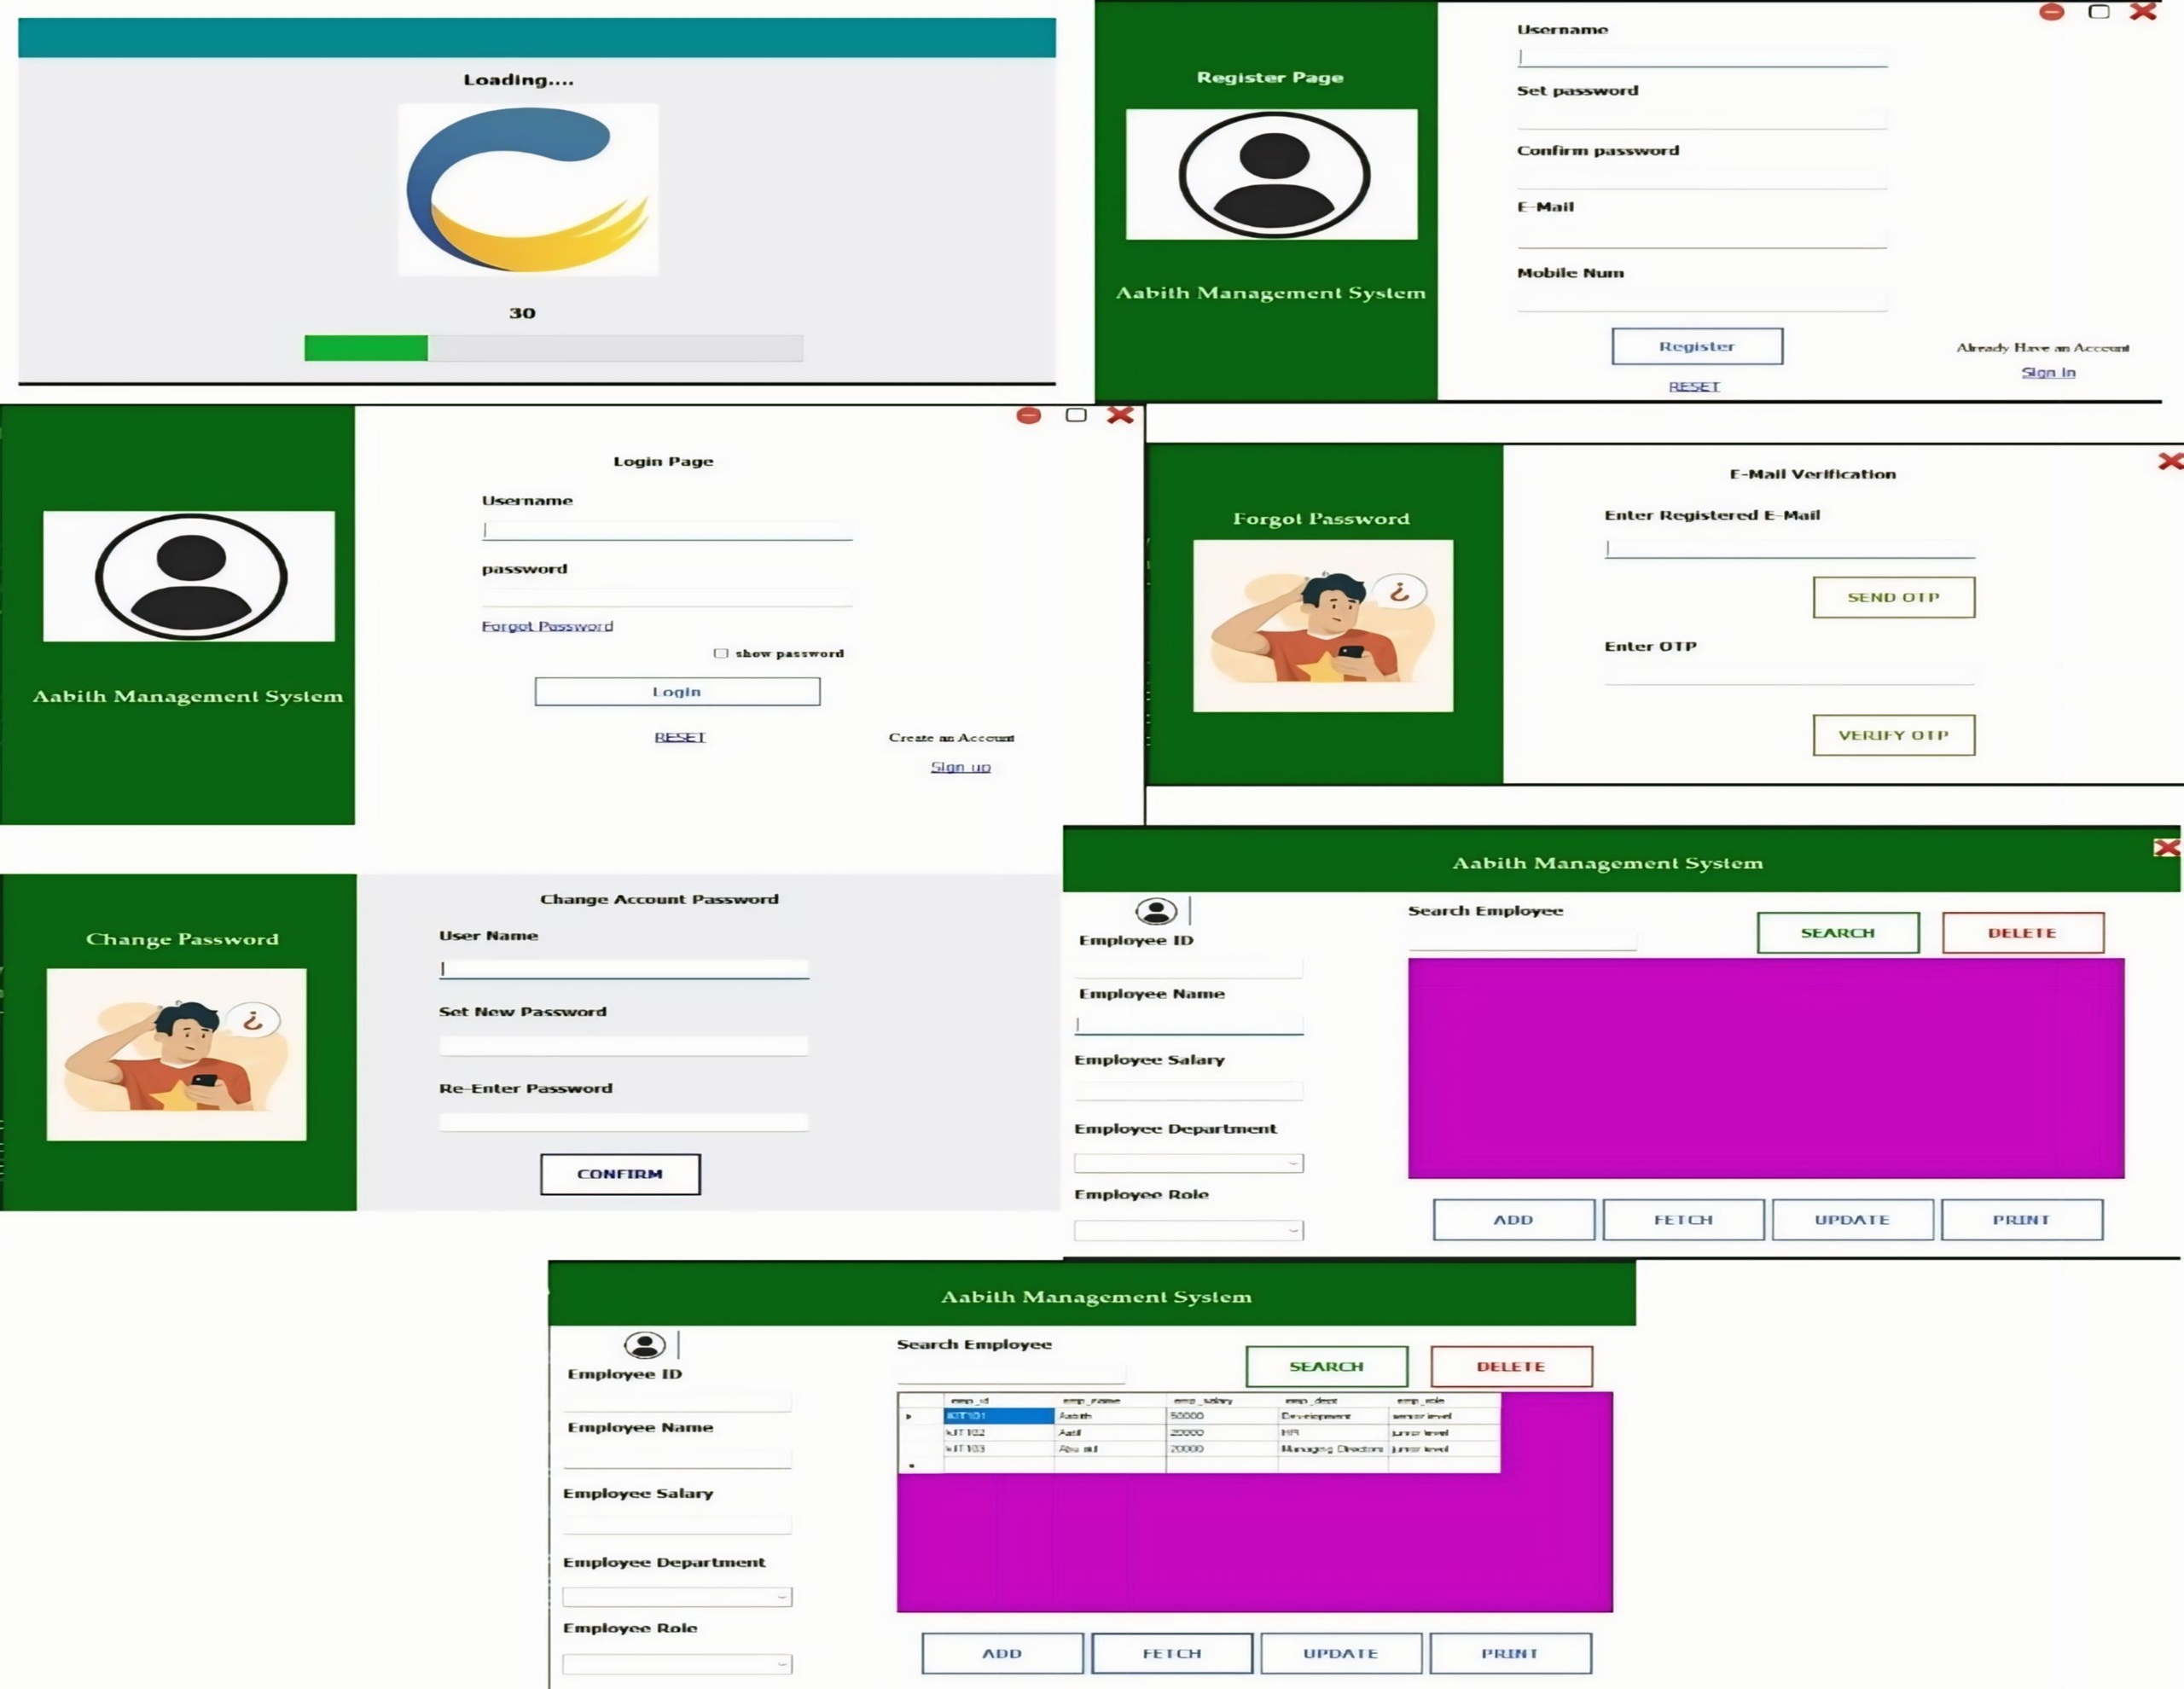 Loading....
30
Register Page
Aabith Management System
Username
Set password
Confirm password
E-Mail
Mobile Num
Register
RESET
Already Have an Account
Sign in
Aabith Management System
Login Page
Username
password
Forgot Password
show password
Login
RESET
Create an Account
Sign up
Forgot Password
¿
E-Mail Verification
Enter Registered E-Mail
SEND OTP
Enter OTP
VERIFY OTP
Change Password
¿
Change Account Password
User Name
Set New Password
Re-Enter Password
CONFIRM
Aabith Management System
Employee ID
Employee Name
Employee Salary
Employee Department
Employee Role
Search Employee
SEARCH
DELETE
ADD FETCH UPDATE PRINT
Aabith Management System
Employee ID
Employee Name
Employee Salary
Employee Department
Employee Role
Search Employee
SEARCH
DELETE
emp_id emp_name emp_salary emp_dept emp_role
KIT101 Aabith 50000 Development senior level
KIT102 20000 HR junior level
KIT103 20000 Managing Directors junior level
ADD FETCH UPDATE PRINT